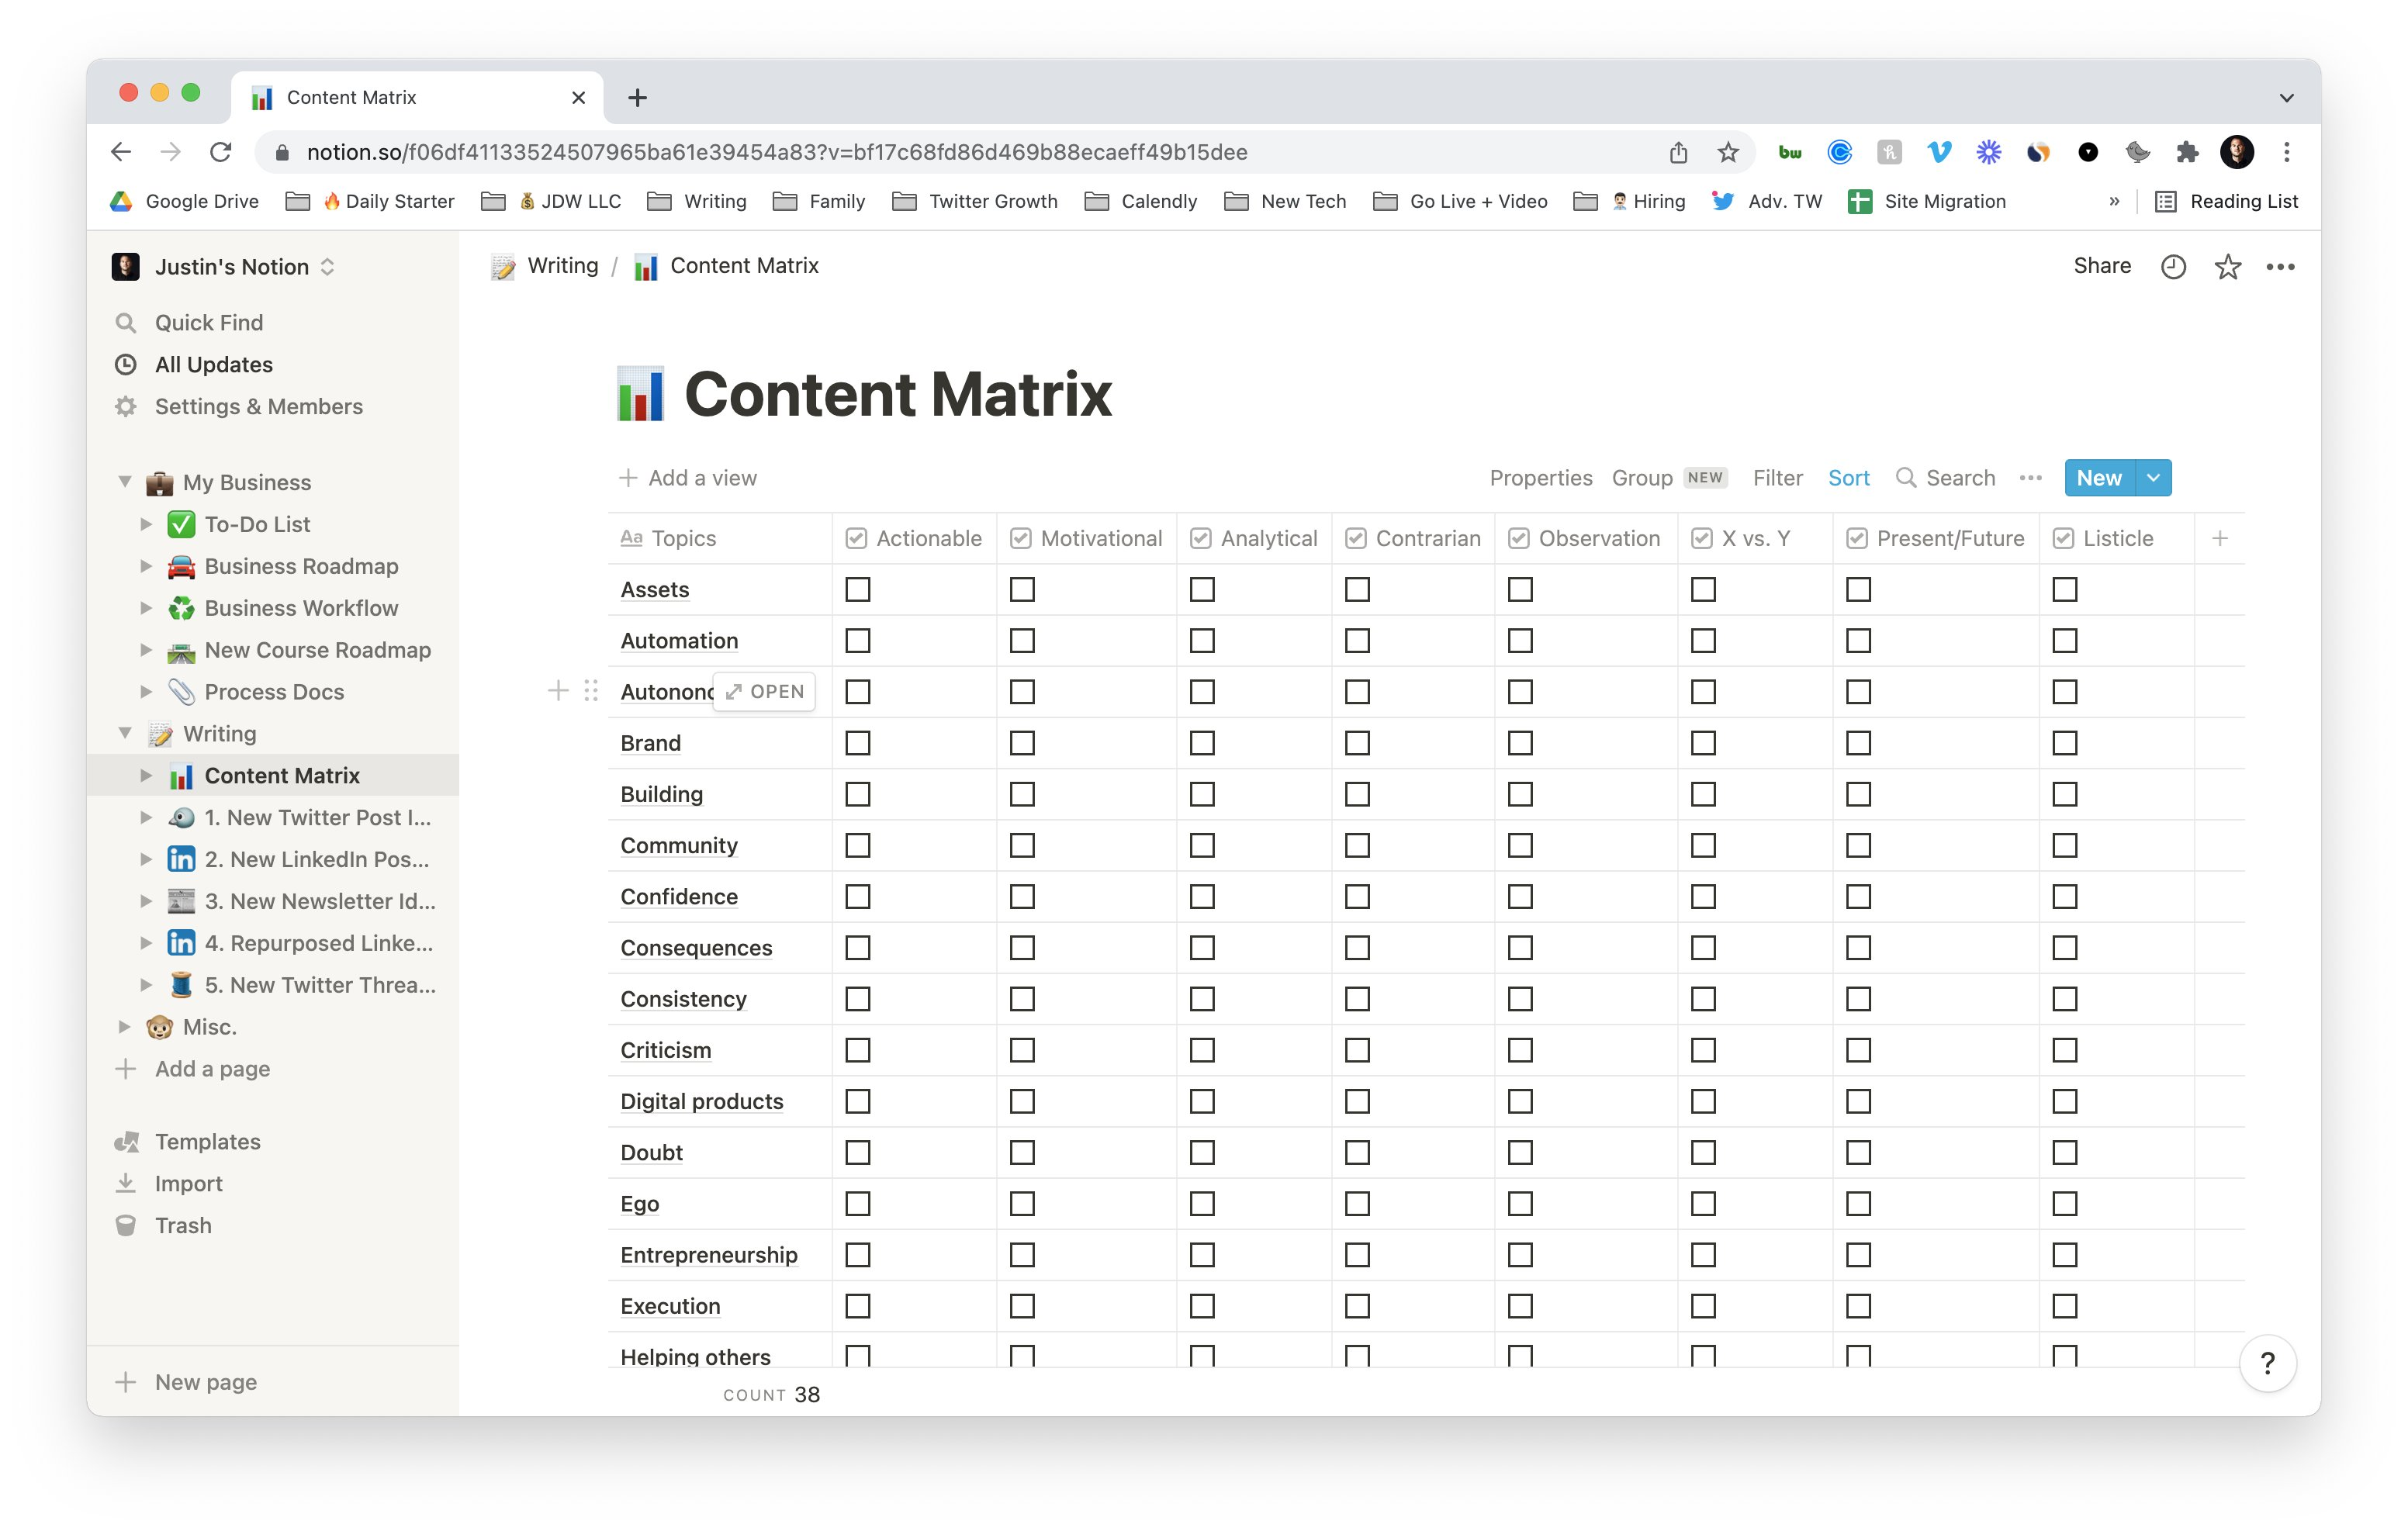 Content Matrix
notion.so/f06df41133524507965ba61e39454a83?v=bf17c68fd86d469b88ecaeff49b15dee
bw
Google Drive Daily Starter JDW LLC Writing Family Twitter Growth Calendly New Tech Go Live + Video Hiring Adv. TW Site Migration » Reading List
Justin's Notion
Quick Find
All Updates
Settings & Members
My Business
To-Do List
Business Roadmap
Business Workflow
New Course Roadmap
Process Docs
Writing
Content Matrix
1. New Twitter Post I...
2. New LinkedIn Pos...
3. New Newsletter Id...
4. Repurposed Linke...
5. New Twitter Threa...
Misc.
Add a page
Templates
Import
Trash
New page
Writing / Content Matrix
Share
Content Matrix
Add a view
Properties Group NEW Filter Sort Search New
Aa Topics Actionable Motivational Analytical Contrarian Observation X vs. Y Present/Future Listicle
Assets
Automation
OPEN
Brand
Building
Community
Confidence
Consequences
Consistency
Criticism
Digital products
Doubt
Ego
Entrepreneurship
Execution
Helping others
COUNT 38
?